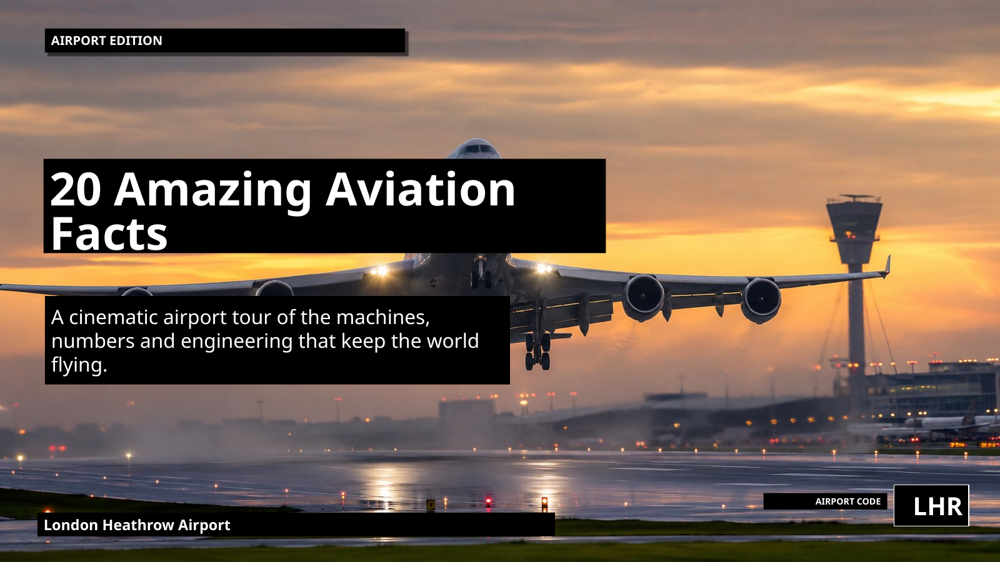 AIRPORT EDITION
20 Amazing Aviation
Facts
A cinematic airport tour of the machines,
numbers and engineering that keep the world
flying.
AIRPORT CODE
LHR
London Heathrow Airport